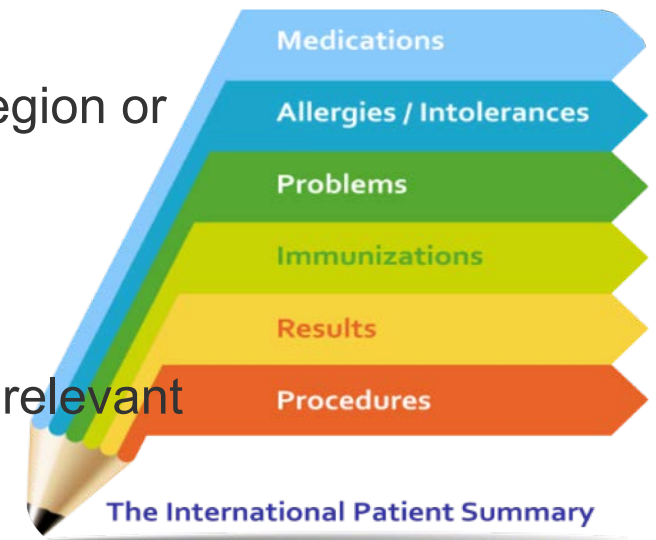 Medications
egion or
Allergies / Intolerances
Problems
Immunizations
Results
relevant
Procedures
The International Patient Summary